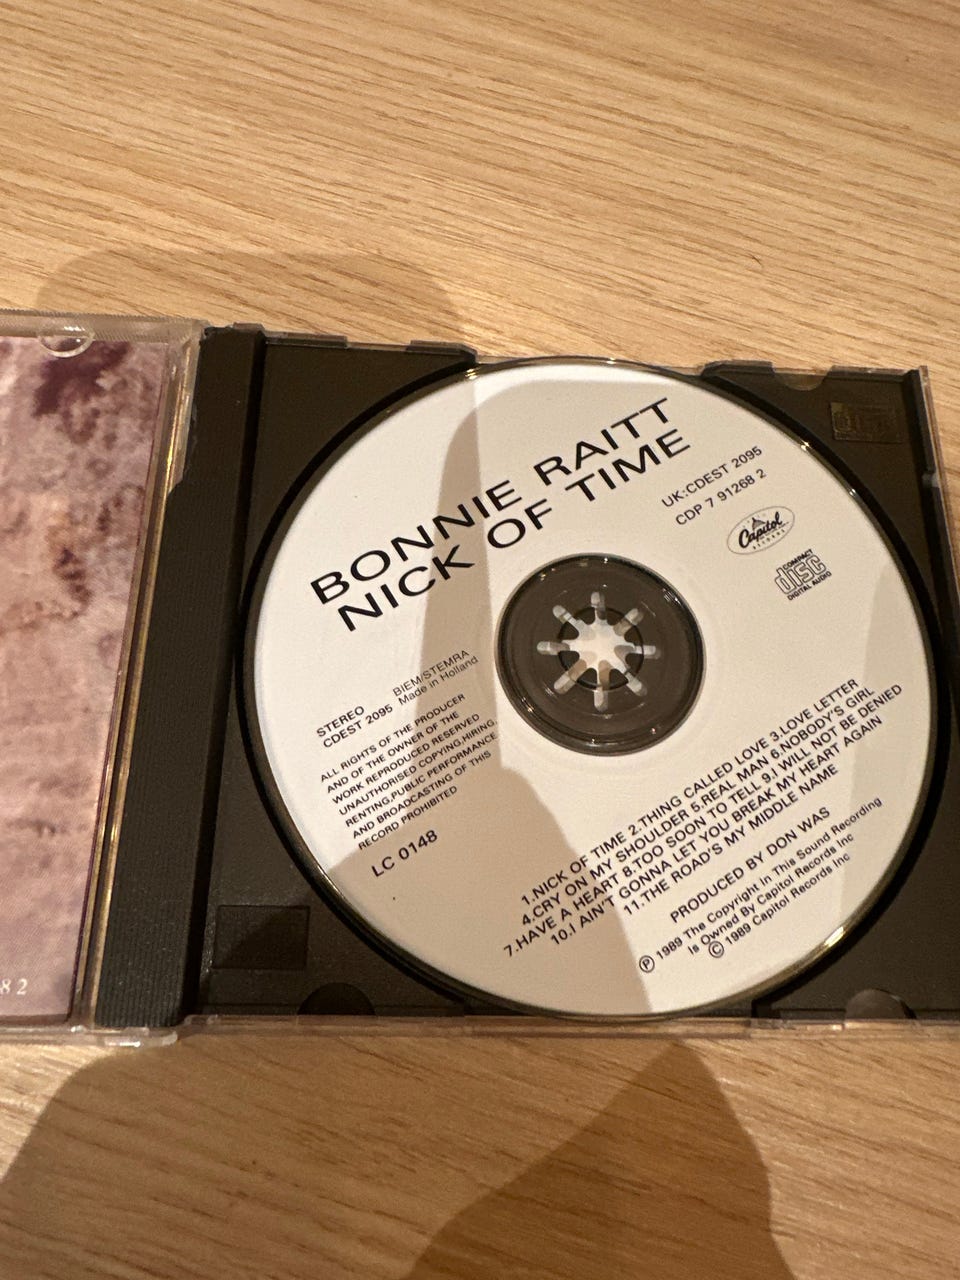 BONNIE RAITT
NICK OF TIME
UK:CDEST 2095
CDP 7 91268 2
Capitol
RECORDS
COMPACT
disc
DIGITAL AUDIO
STEREO
CDEST 2095
BIEM/STEMRA
Made in Holland
ALL RIGHTS OF THE PRODUCER
AND OF THE OWNER OF THE
WORK REPRODUCED RESERVED
UNAUTHORISED COPYING,HIRING,
RENTING,PUBLIC PERFORMANCE
AND BROADCASTING OF THIS
RECORD PROHIBITED
LC 0148
1.NICK OF TIME 2.THING CALLED LOVE 3.LOVE LETTER
4.CRY ON MY SHOULDER 5.REAL MAN 6.NOBODY'S GIRL
7.HAVE A HEART 8.TOO SOON TO TELL 9.I WILL NOT BE DENIED
10.I AIN'T GONNA LET YOU BREAK MY HEART AGAIN
11.THE ROAD'S MY MIDDLE NAME
PRODUCED BY DON WAS
℗ 1989 The Copyright in This Sound Recording
Is Owned By Capitol Records Inc
© 1989 Capitol Records Inc
8 2